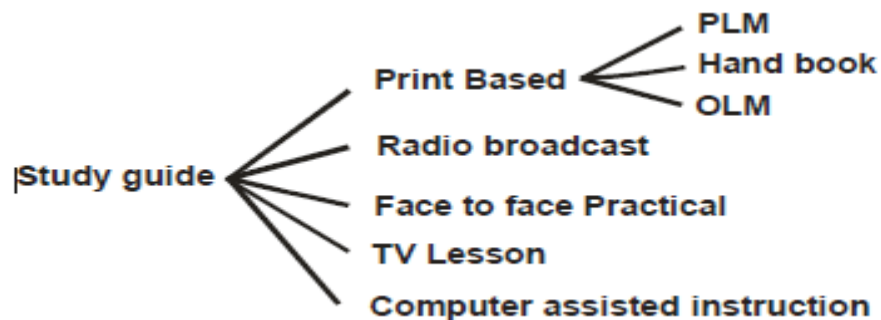 Study guide
Print Based
PLM
Hand book
OLM
Radio broadcast
Face to face Practical
TV Lesson
Computer assisted instruction